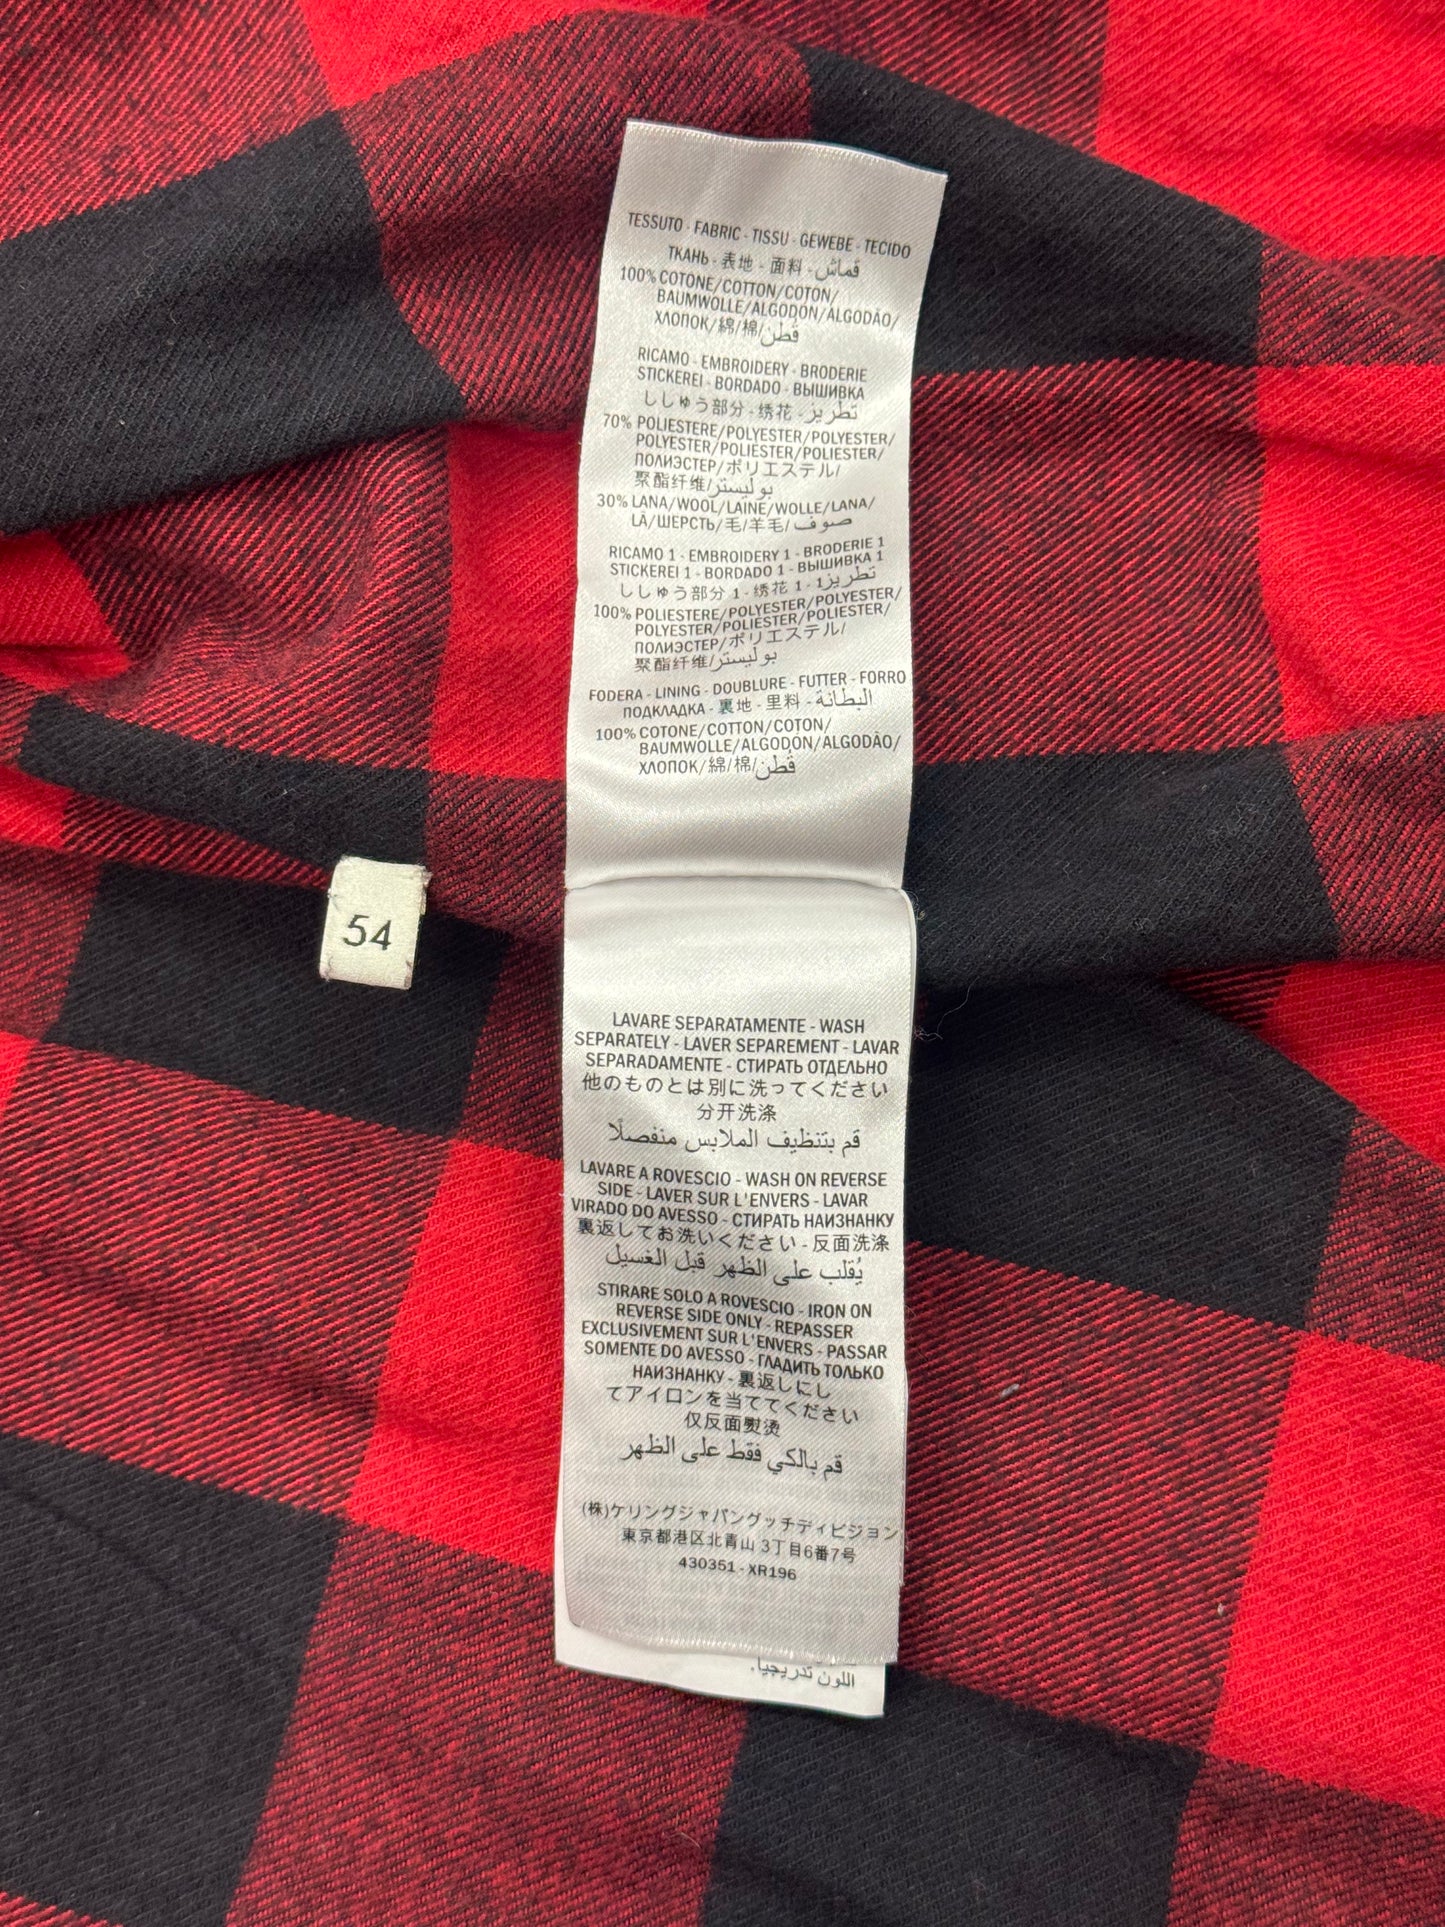 TESSUTO - FABRIC - TISSU - GEWEBE - TECIDO
ТКАНЬ - 表地 - 面料 - قماش
100% COTONE/COTTON/COTON/
BAUMWOLLE/ALGODÓN/ALGODÃO/
ХЛОПОК/綿/棉/قطن
RICAMO - EMBROIDERY - BRODERIE
STICKEREI - BORDADO - ВЫШИВКА
ししゅう部分 - 绣花 - تطريز
70% POLIESTERE/POLYESTER/POLYESTER/
POLYESTER/POLIESTER/POLIESTER/
ПОЛИЭСТЕР/ポリエステル/
聚酯纤维/بوليستر
30% LANA/WOOL/LAINE/WOLLE/LANA/
LÃ/ШЕРСТЬ/毛/羊毛/صوف
RICAMO 1 - EMBROIDERY 1 - BRODERIE 1
STICKEREI 1 - BORDADO 1 - ВЫШИВКА 1
ししゅう部分 1 - 绣花 1 - تطريز1
100% POLIESTERE/POLYESTER/POLYESTER/
POLYESTER/POLIESTER/POLIESTER/
ПОЛИЭСТЕР/ポリエステル/
聚酯纤维/بوليستر
FODERA - LINING - DOUBLURE - FUTTER - FORRO
ПОДКЛАДКА - 裏地 - 里料 - البطانة
100% COTONE/COTTON/COTON/
BAUMWOLLE/ALGODÓN/ALGODÃO/
ХЛОПОК/綿/棉/قطن
54
LAVARE SEPARATAMENTE - WASH
SEPARATELY - LAVER SEPAREMENT - LAVAR
SEPARADAMENTE - СТИРАТЬ ОТДЕЛЬНО
他のものとは別に洗ってください
分开洗涤
قم بتنظيف الملابس منفصلًا
LAVARE A ROVESCIO - WASH ON REVERSE
SIDE - LAVER SUR L'ENVERS - LAVAR
VIRADO DO AVESSO - СТИРАТЬ НАИЗНАНКУ
裏返してお洗いください - 反面洗涤
يُقلب على الظهر قبل الغسيل
STIRARE SOLO A ROVESCIO - IRON ON
REVERSE SIDE ONLY - REPASSER
EXCLUSIVEMENT SUR L'ENVERS - PASSAR
SOMENTE DO AVESSO - ГЛАДИТЬ ТОЛЬКО
НАИЗНАНКУ - 裏返しにし
てアイロンを当ててください
仅反面熨烫
قم بالكي فقط على الظهر
(株)ケリングジャパングッチディビジョン
東京都港区北青山 3丁目6番7号
430351 - XR196
اللون تدريجياً.